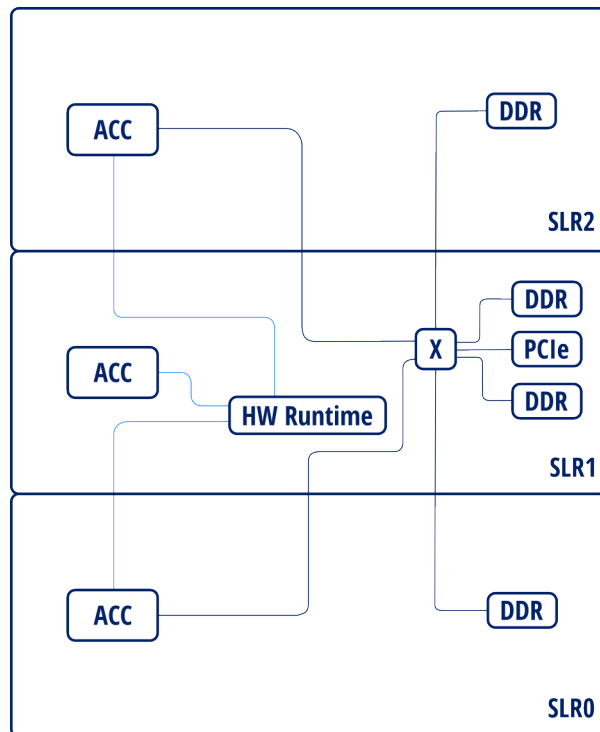 ACC
DDR
SLR2
DDR
X
PCIe
ACC
DDR
HW Runtime
SLR1
ACC
DDR
SLR0